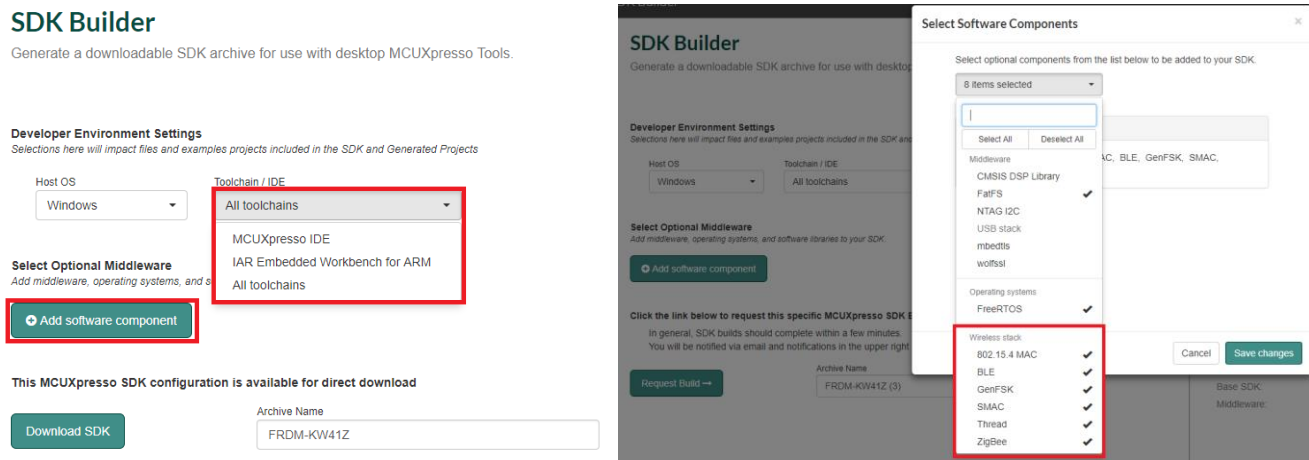 SDK Builder
Generate a downloadable SDK archive for use with desktop MCUXpresso Tools.
Developer Environment Settings
Selections here will impact files and examples projects included in the SDK and Generated Projects
Host OS
Toolchain / IDE
Windows
All toolchains
MCUXpresso IDE
IAR Embedded Workbench for ARM
All toolchains
Select Optional Middleware
Add middleware, operating systems, and s
Add software component
This MCUXpresso SDK configuration is available for direct download
Archive Name
Download SDK
FRDM-KW41Z
SDK Builder
Generate a downloadable SDK archive for use with deskto
Developer Environment Settings
Selections here will impact files and examples projects included in the SDK and
Host OS
Toolchain / IDE
Windows
All toolchains
Select Optional Middleware
Add middleware, operating systems, and software libraries to your SDK.
Add software component
Click the link below to request this specific MCUXpresso SDK
In general, SDK builds should complete within a few minutes.
You will be notified via email and notifications in the upper right
Archive Name
Request Build
FRDM-KW41Z (3)
Select Software Components
×
Select optional components from the list below to be added to your SDK.
8 items selected
Select All
Deselect All
Middleware
CMSIS DSP Library
FatFS
NTAG I2C
USB stack
mbedtls
wolfssl
Operating systems
FreeRTOS
Wireless stack
802.15.4 MAC
BLE
GenFSK
SMAC
Thread
ZigBee
AC, BLE, GenFSK, SMAC,
Cancel
Save changes
Base SDK
Middleware: